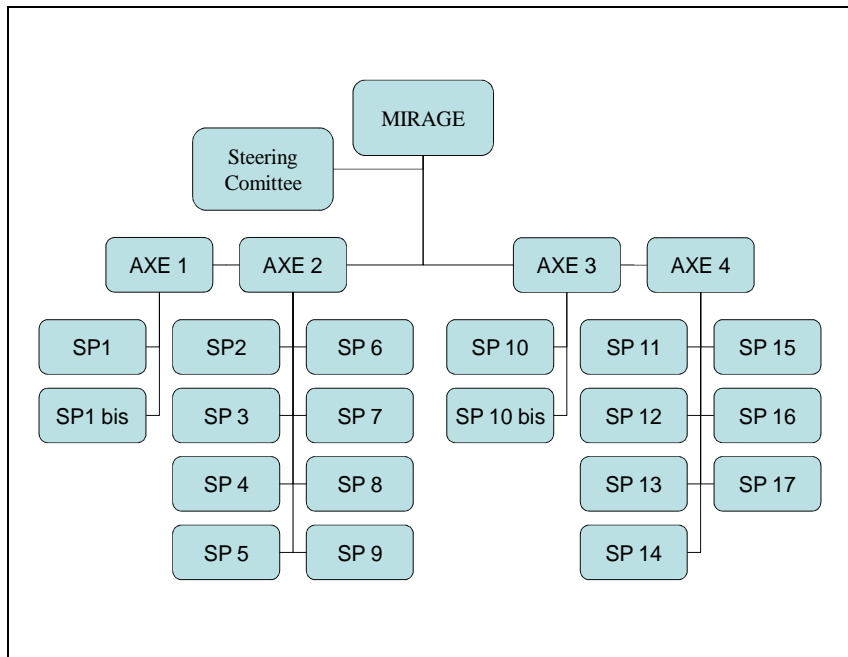 MIRAGE
Steering
Comittee
AXE 1
AXE 2
AXE 3
AXE 4
SP1
SP2
SP 6
SP 10
SP 11
SP 15
SP1 bis
SP 3
SP 7
SP 10 bis
SP 12
SP 16
SP 4
SP 8
SP 13
SP 17
SP 5
SP 9
SP 14